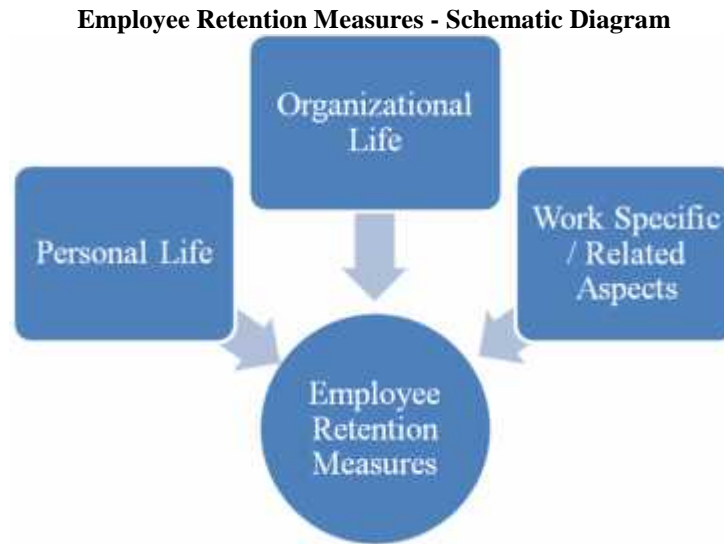 Employee Retention Measures - Schematic Diagram
Organizational
Life
Personal Life
Work Specific
/ Related
Aspects
Employee
Retention
Measures